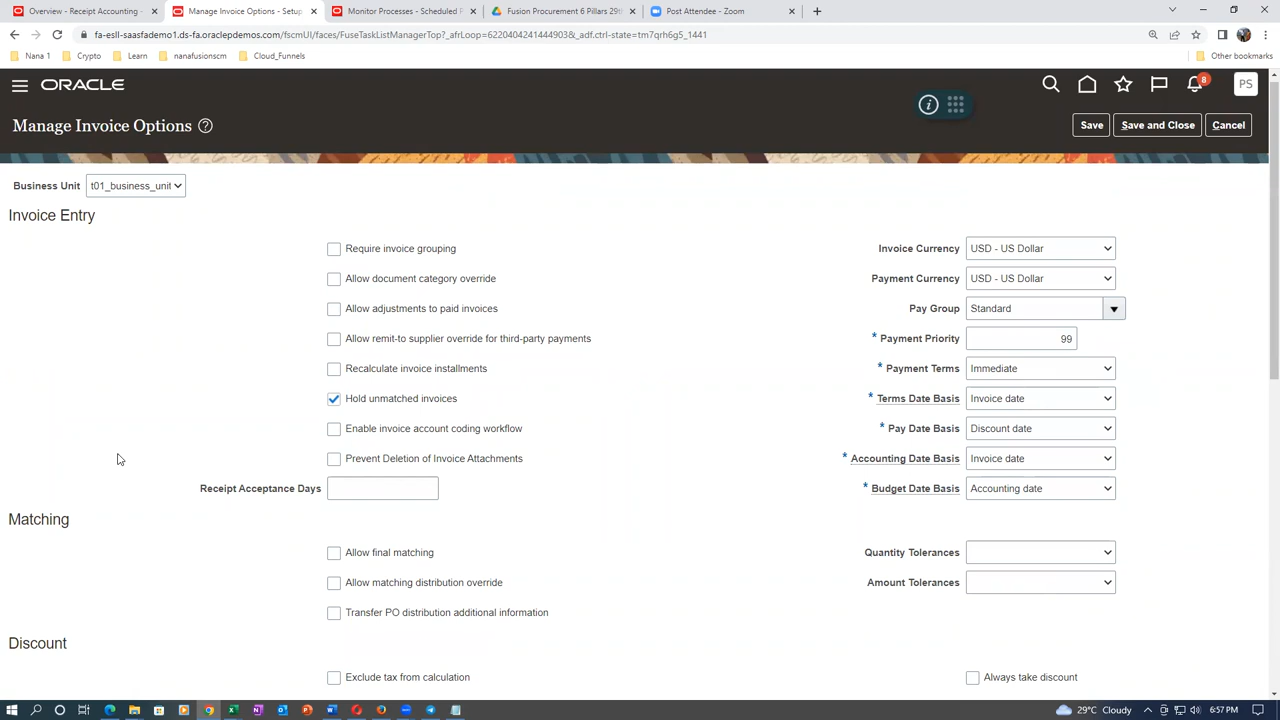 Overview - Receipt Accounting -
Manage Invoice Options - Setup
Monitor Processes - Scheduled P
Fusion Procurement 6 Pillars 29th
Post Attendee - Zoom
fa-esll-saasfademo1.ds-fa.oraclepdemos.com/fscmUI/faces/FuseTaskListManagerTop?_afrLoop=62204042414449038&_adf.ctrl-state=tm7qrh6g5_1441
Nana 1
Crypto
Learn
nanafusionscm
Cloud_Funnels
Other bookmarks
ORACLE
8
PS
Manage Invoice Options
Save
Save and Close
Cancel
Business Unit t01_business_unit
Invoice Entry
Require invoice grouping
Invoice Currency USD - US Dollar
Allow document category override
Payment Currency USD - US Dollar
Allow adjustments to paid invoices
Pay Group Standard
Allow remit-to supplier override for third-party payments
* Payment Priority 99
Recalculate invoice installments
* Payment Terms Immediate
Hold unmatched invoices
* Terms Date Basis Invoice date
Enable invoice account coding workflow
* Pay Date Basis Discount date
Prevent Deletion of Invoice Attachments
* Accounting Date Basis Invoice date
Receipt Acceptance Days
* Budget Date Basis Accounting date
Matching
Allow final matching
Quantity Tolerances
Allow matching distribution override
Amount Tolerances
Transfer PO distribution additional information
Discount
Exclude tax from calculation
Always take discount
29°C Cloudy
6:57 PM